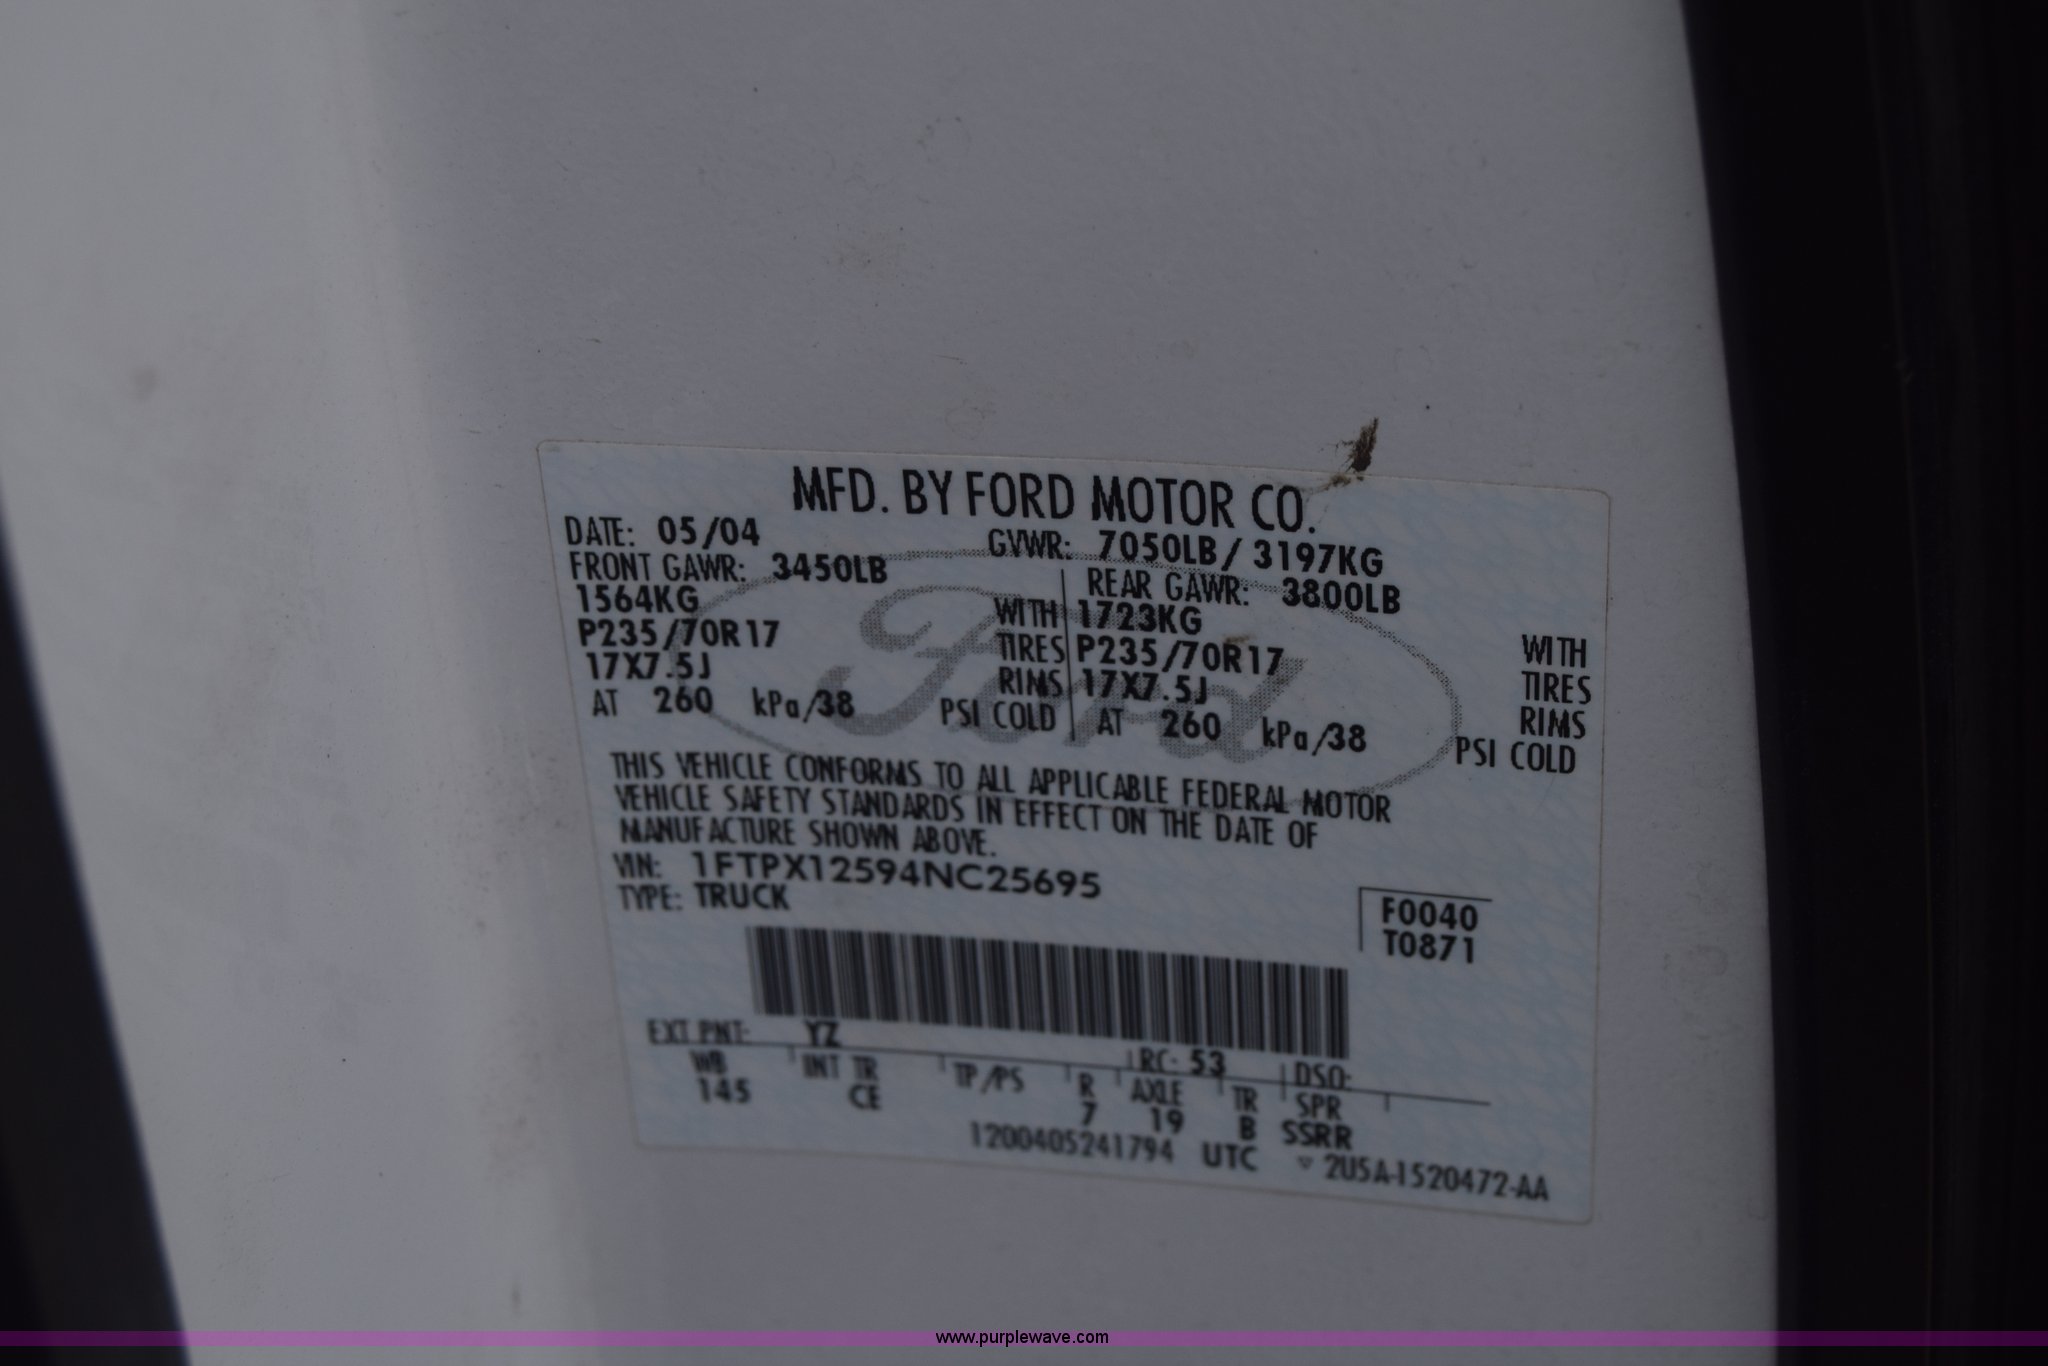 MFD. BY FORD MOTOR CO.
DATE: 05/04 GVWR: 7050LB/ 3197KG
FRONT GAWR: 3450LB REAR GAWR: 3800LB
1564KG WITH 1723KG WITH
P235/70R17 TIRES P235/70R17 TIRES
17X7.5J RIMS 17X7.5J RIMS
AT 260 kPa/38 PSI COLD AT 260 kPa/38 PSI COLD
Ford
THIS VEHICLE CONFORMS TO ALL APPLICABLE FEDERAL MOTOR
VEHICLE SAFETY STANDARDS IN EFFECT ON THE DATE OF
MANUFACTURE SHOWN ABOVE.
VIN: 1FTPX12594NC25695
TYPE: TRUCK
F0040
T0871
EXT PNT: YZ RC: 53 DSO:
WB INT TR TP/PS R AXLE TR SPR
145 CE 7 19 B SSRR
1200405241794 UTC ▽ 2U5A-1520472-AA
www.purplewave.com